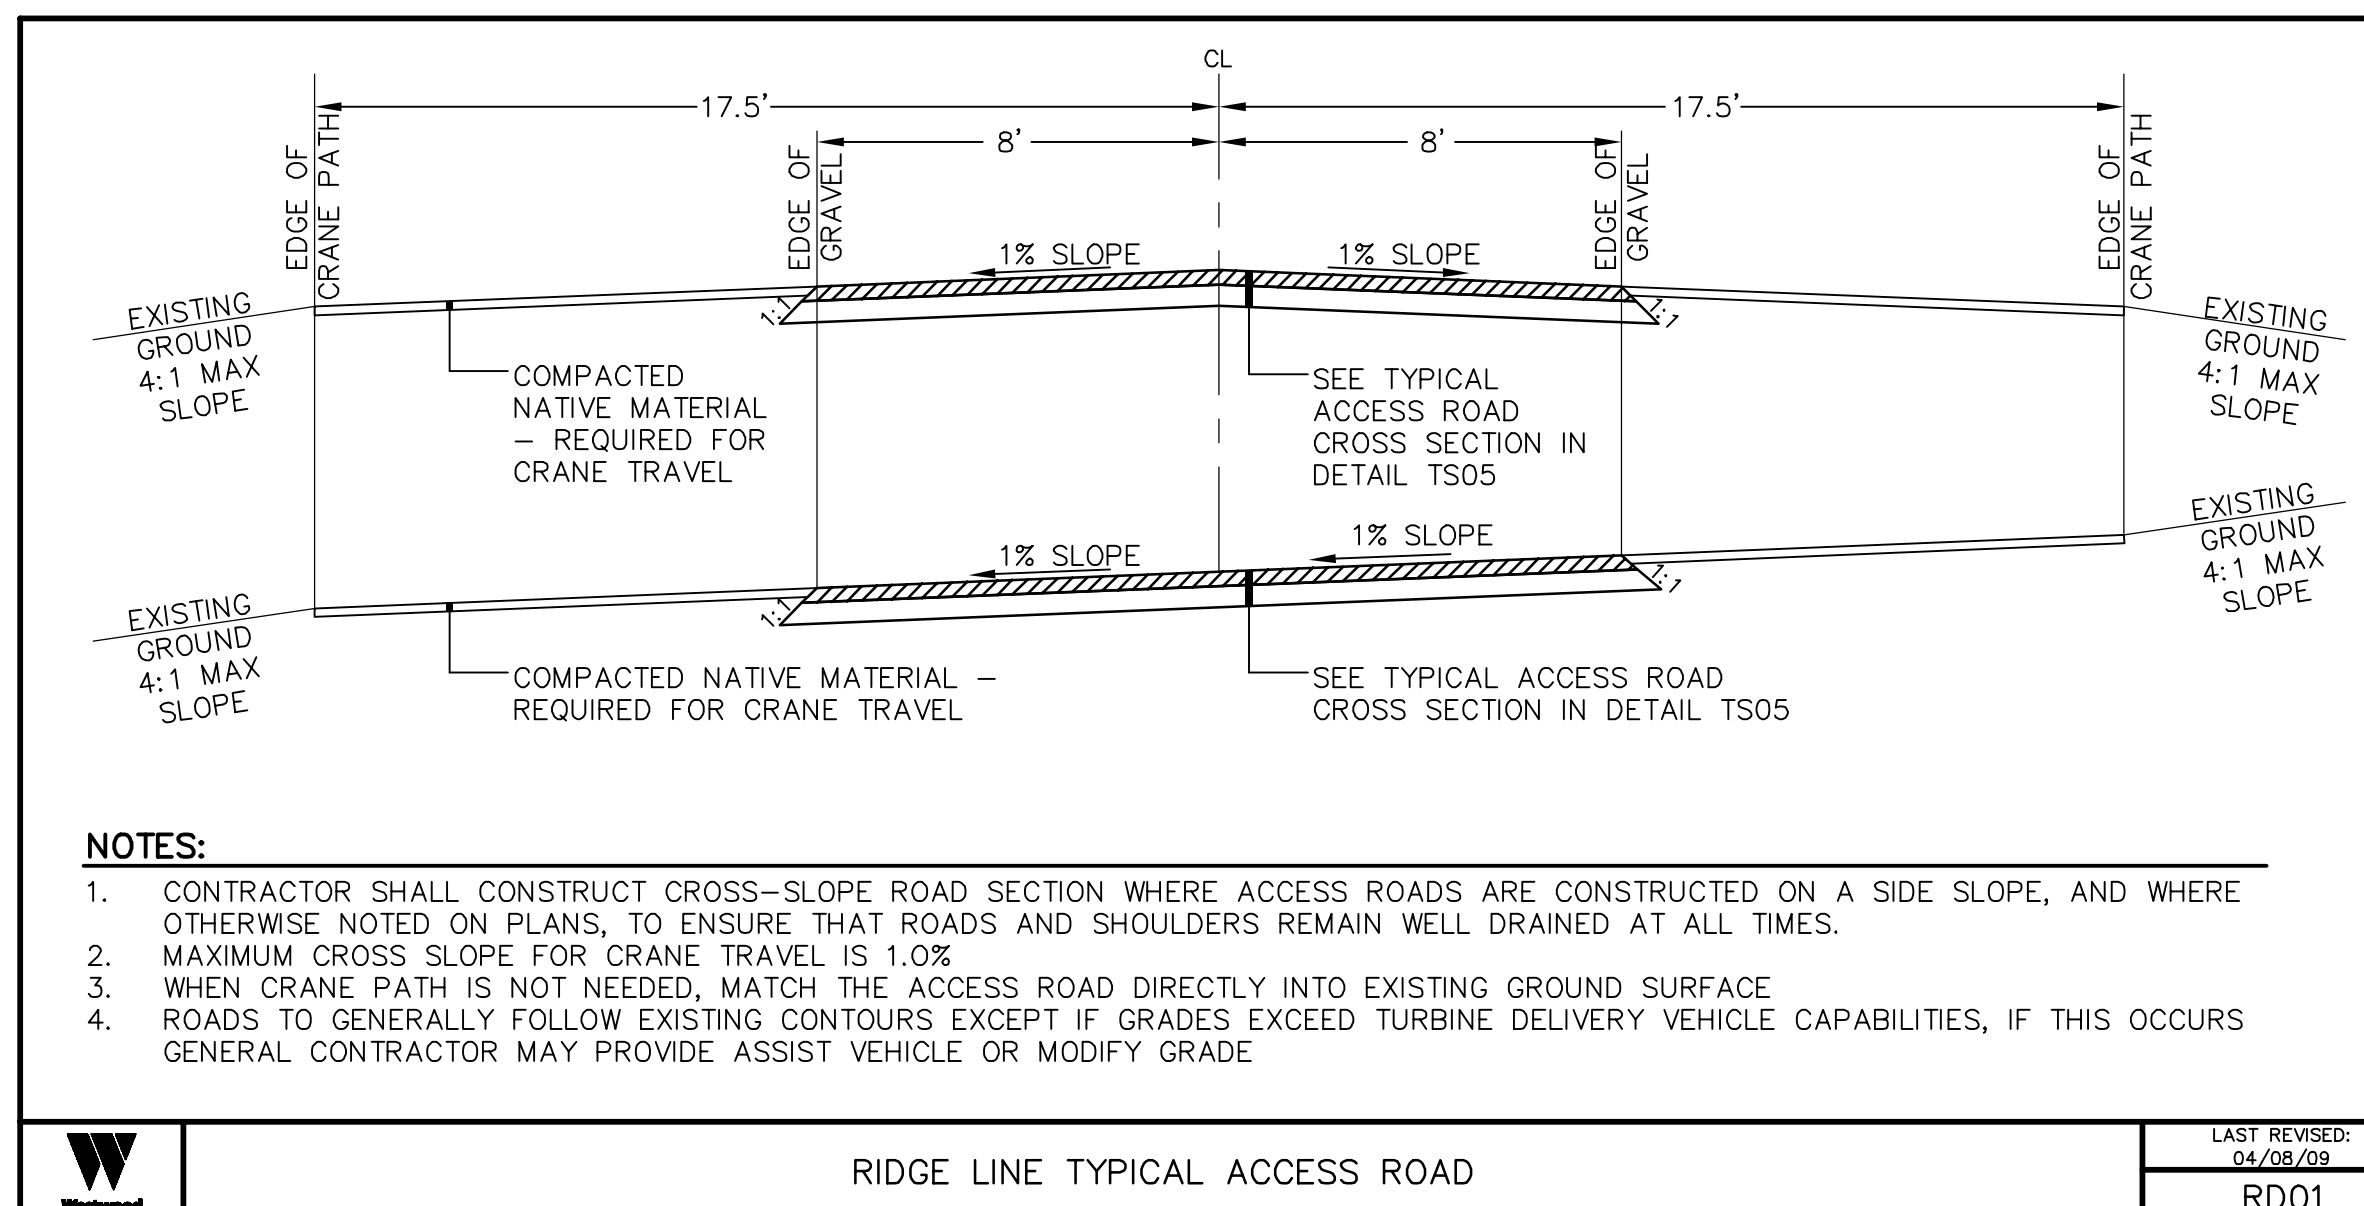 CL
17.5'
17.5'
8'
8'
EDGE OF
CRANE PATH
EDGE OF
GRAVEL
EDGE OF
GRAVEL
EDGE OF
CRANE PATH
1% SLOPE
1% SLOPE
1:1
1:1
EXISTING
GROUND
4:1 MAX
SLOPE
COMPACTED
NATIVE MATERIAL
– REQUIRED FOR
CRANE TRAVEL
SEE TYPICAL
ACCESS ROAD
CROSS SECTION IN
DETAIL TS05
EXISTING
GROUND
4:1 MAX
SLOPE
1% SLOPE
1% SLOPE
1:1
1:1
EXISTING
GROUND
4:1 MAX
SLOPE
EXISTING
GROUND
4:1 MAX
SLOPE
COMPACTED NATIVE MATERIAL –
REQUIRED FOR CRANE TRAVEL
SEE TYPICAL ACCESS ROAD
CROSS SECTION IN DETAIL TS05
NOTES:
1. CONTRACTOR SHALL CONSTRUCT CROSS–SLOPE ROAD SECTION WHERE ACCESS ROADS ARE CONSTRUCTED ON A SIDE SLOPE, AND WHERE
OTHERWISE NOTED ON PLANS, TO ENSURE THAT ROADS AND SHOULDERS REMAIN WELL DRAINED AT ALL TIMES.
2. MAXIMUM CROSS SLOPE FOR CRANE TRAVEL IS 1.0%
3. WHEN CRANE PATH IS NOT NEEDED, MATCH THE ACCESS ROAD DIRECTLY INTO EXISTING GROUND SURFACE
4. ROADS TO GENERALLY FOLLOW EXISTING CONTOURS EXCEPT IF GRADES EXCEED TURBINE DELIVERY VEHICLE CAPABILITIES, IF THIS OCCURS
GENERAL CONTRACTOR MAY PROVIDE ASSIST VEHICLE OR MODIFY GRADE
RIDGE LINE TYPICAL ACCESS ROAD
LAST REVISED:
04/08/09
RD01